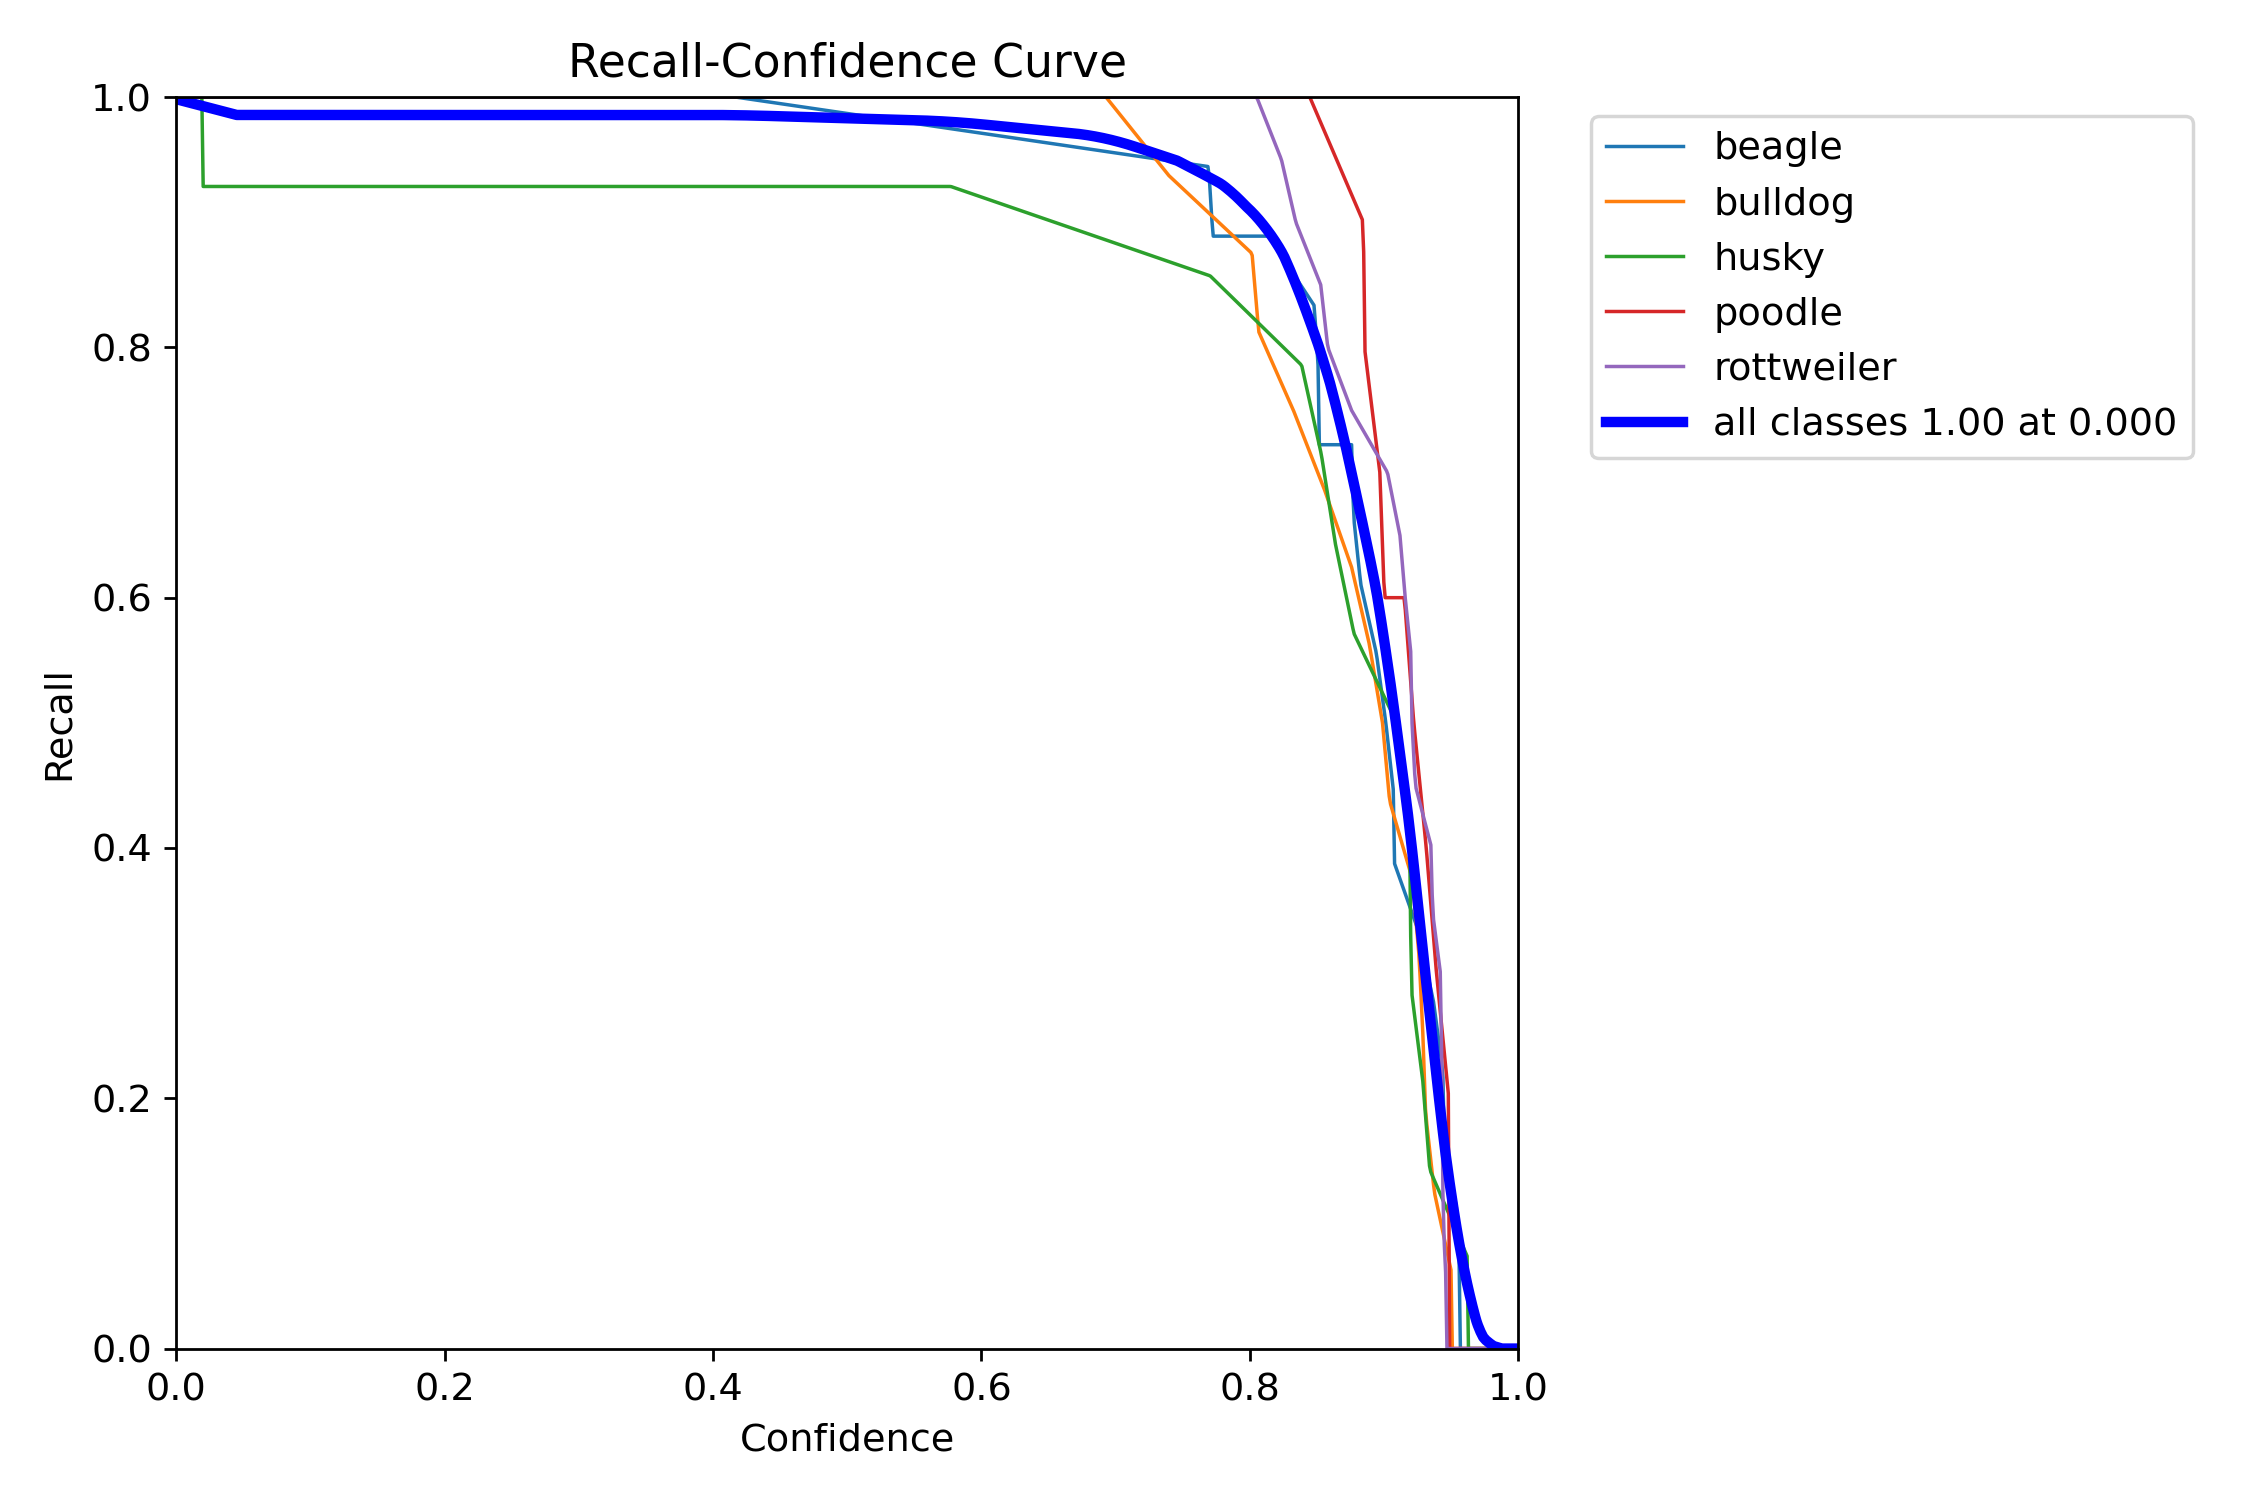 Recall-Confidence Curve
1.0
0.8
0.6
0.4
0.2
0.0
Recall
0.0 0.2 0.4 0.6 0.8 1.0
Confidence
beagle
bulldog
husky
poodle
rottweiler
all classes 1.00 at 0.000